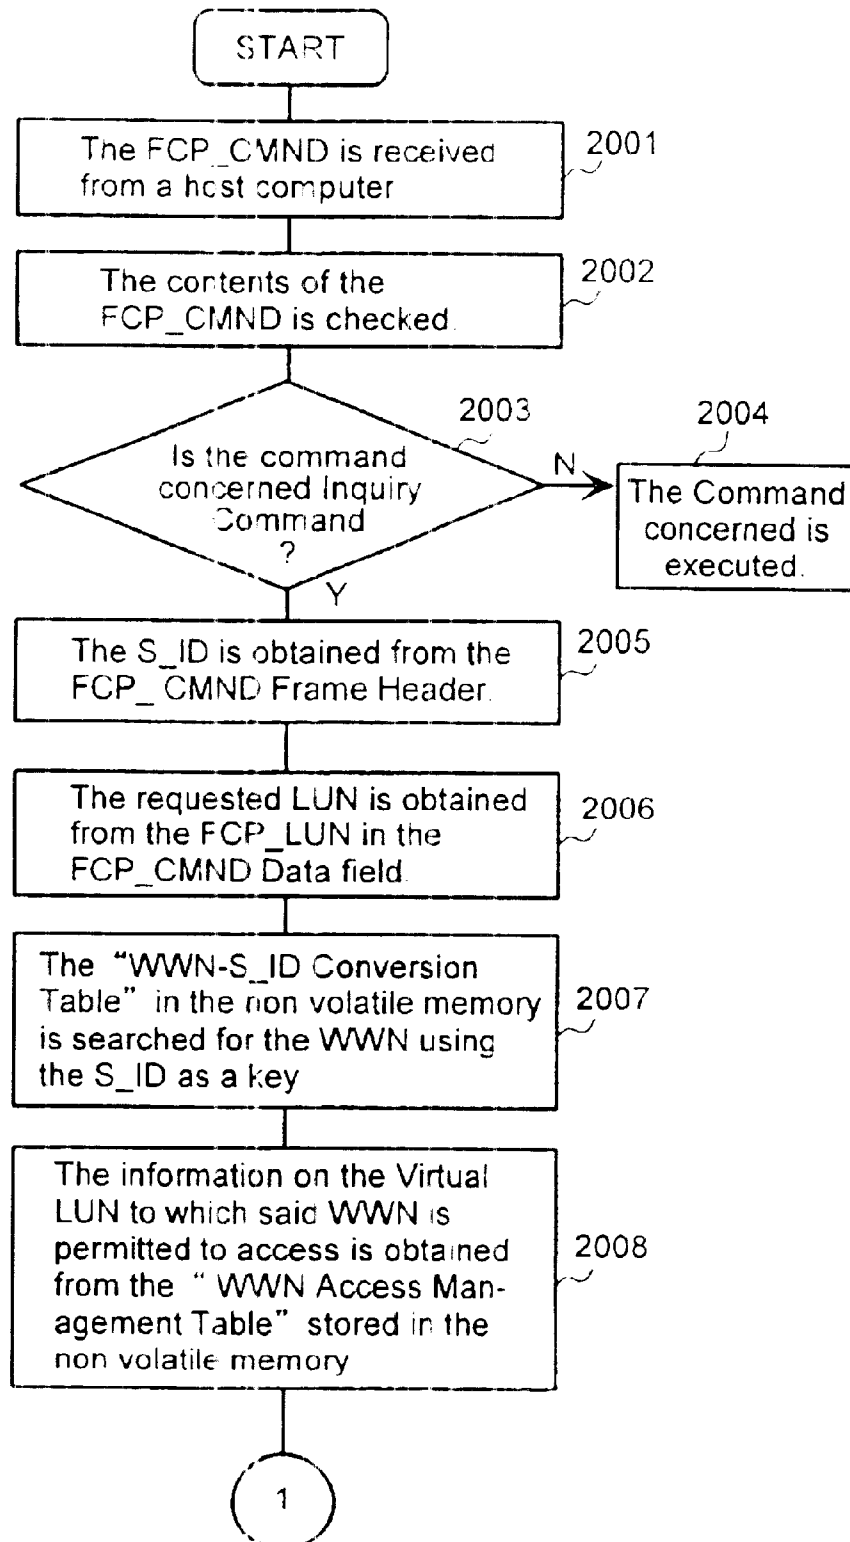 START
The FCP_CMND is received
from a host computer
2001
The contents of the
FCP_CMND is checked.
2002
Is the command
concerned Inquiry
Command
?
2003
N
Y
2004
The Command
concerned is
executed.
The S_ID is obtained from the
FCP_ CMND Frame Header.
2005
The requested LUN is obtained
from the FCP_LUN in the
FCP_CMND Data field.
2006
The “WWN-S_ID Conversion
Table” in the non volatile memory
is searched for the WWN using
the S_ID as a key
2007
The information on the Virtual
LUN to which said WWN is
permitted to access is obtained
from the “ WWN Access Man-
agement Table” stored in the
non volatile memory
2008
1